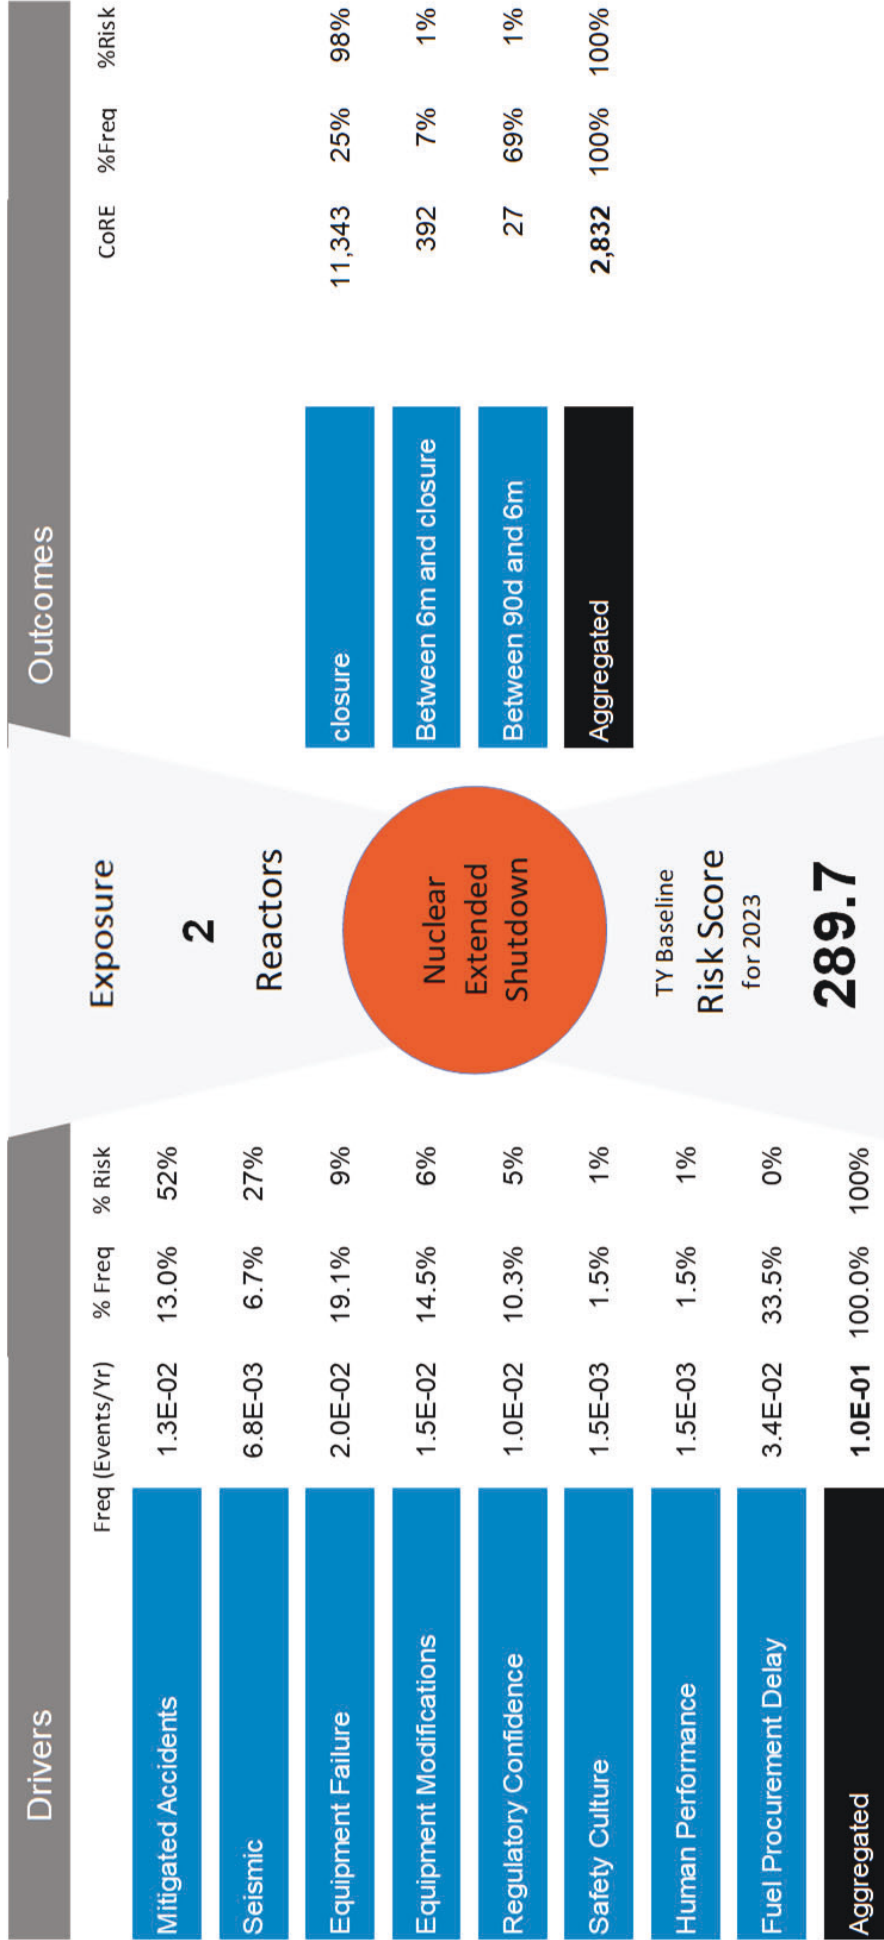 Drivers
Freq (Events/Yr) % Freq % Risk
Mitigated Accidents 1.3E-02 13.0% 52%
Seismic 6.8E-03 6.7% 27%
Equipment Failure 2.0E-02 19.1% 9%
Equipment Modifications 1.5E-02 14.5% 6%
Regulatory Confidence 1.0E-02 10.3% 5%
Safety Culture 1.5E-03 1.5% 1%
Human Performance 1.5E-03 1.5% 1%
Fuel Procurement Delay 3.4E-02 33.5% 0%
Aggregated 1.0E-01 100.0% 100%
Exposure
2
Reactors
Nuclear
Extended
Shutdown
TY Baseline
Risk Score
for 2023
289.7
Outcomes
CoRE %Freq %Risk
closure 11,343 25% 98%
Between 6m and closure 392 7% 1%
Between 90d and 6m 27 69% 1%
Aggregated 2,832 100% 100%